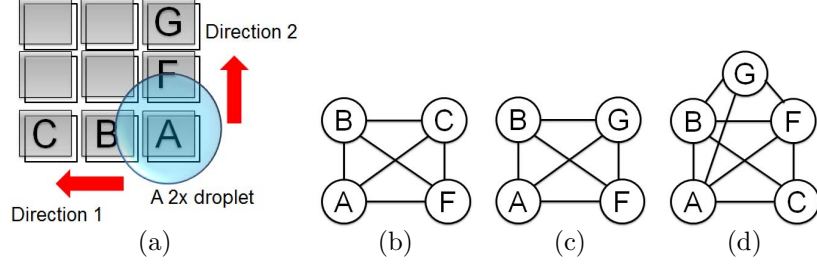 G
Direction 2
F
C B A
Direction 1
A 2x droplet
(a)
B C
A F
(b)
B G
A F
(c)
G
B F
A C
(d)